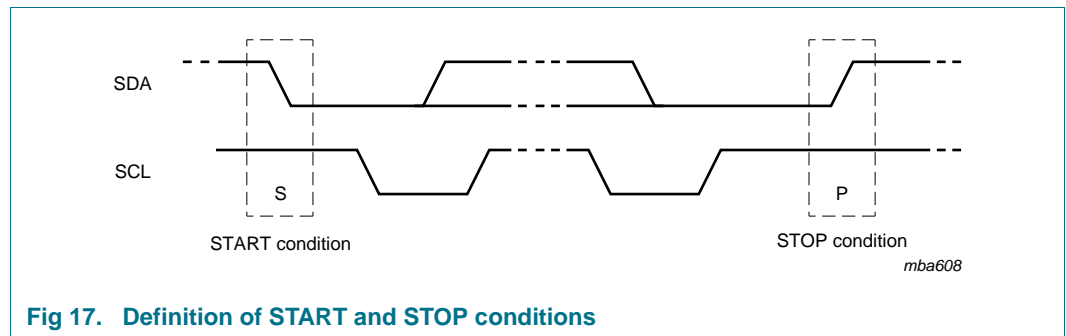 SDA
SCL
S
P
START condition
STOP condition
mba608
Fig 17. Definition of START and STOP conditions